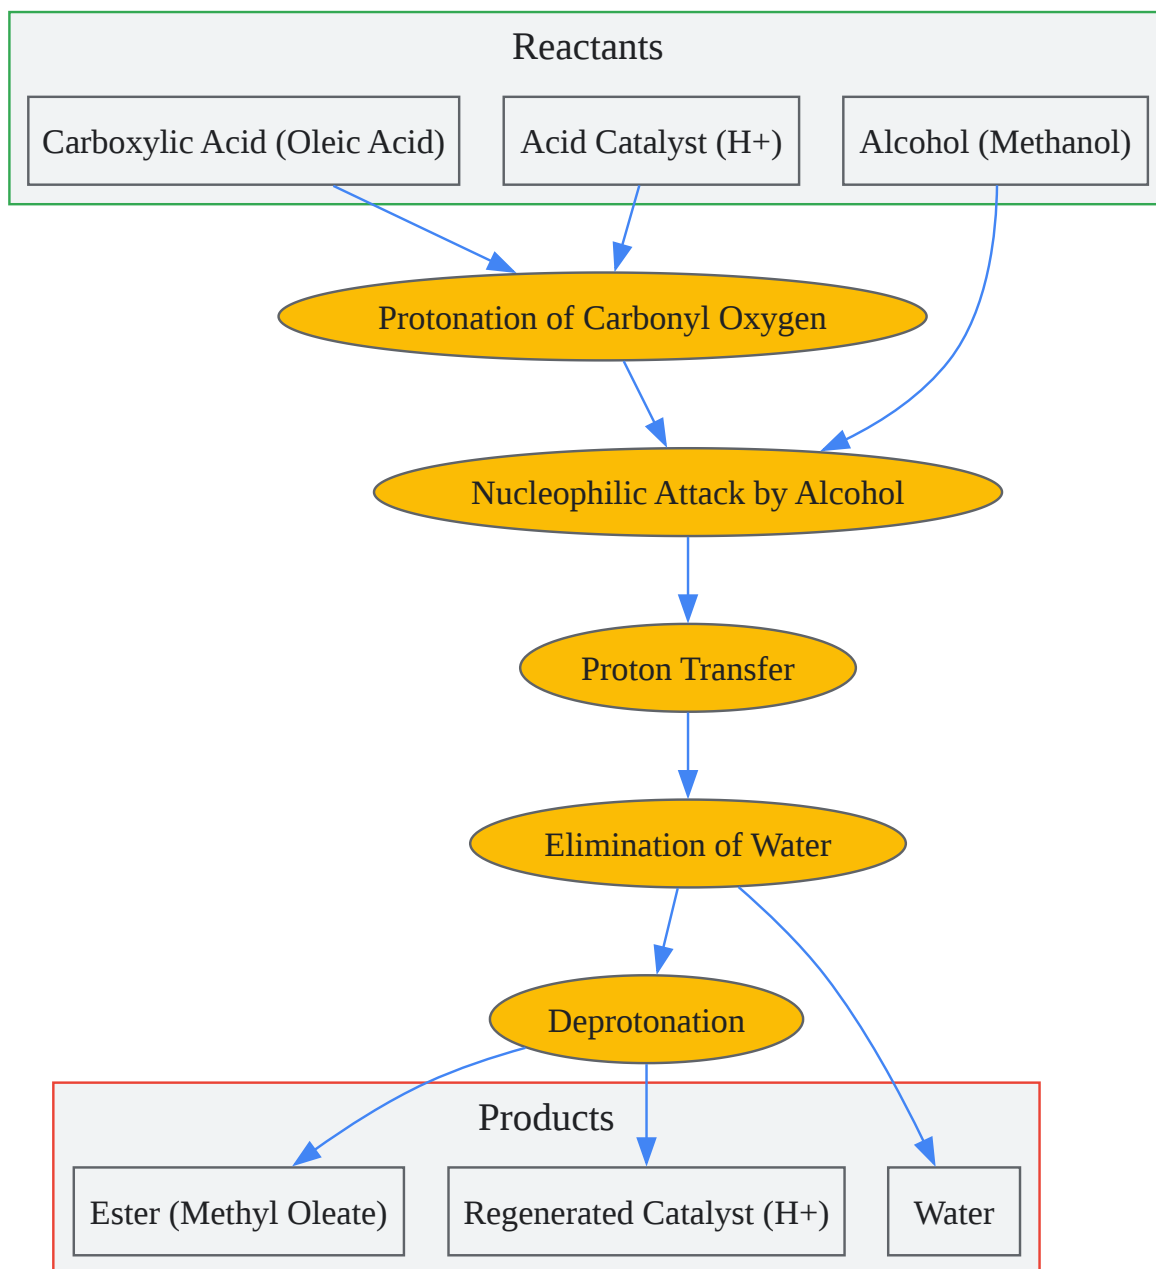 Reactants
Carboxylic Acid (Oleic Acid)
Acid Catalyst (H+)
Alcohol (Methanol)
Protonation of Carbonyl Oxygen
Nucleophilic Attack by Alcohol
Proton Transfer
Elimination of Water
Deprotonation
Products
Ester (Methyl Oleate)
Regenerated Catalyst (H+)
Water